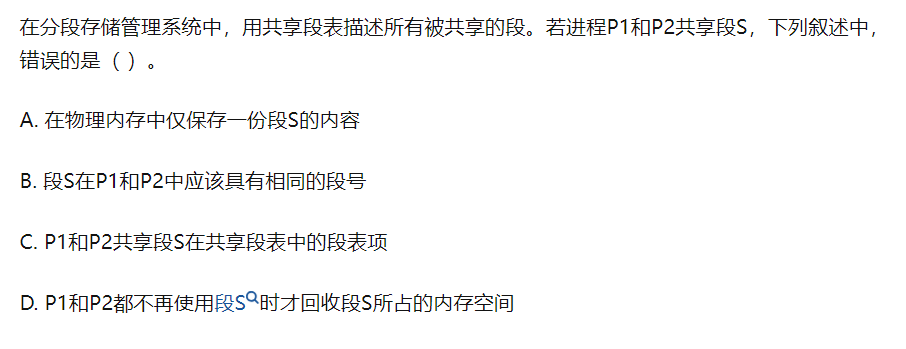 在分段存储管理系统中，用共享段表描述所有被共享的段。若进程P1和P2共享段S，下列叙述中，
错误的是（ ）。
A. 在物理内存中仅保存一份段S的内容
B. 段S在P1和P2中应该具有相同的段号
C. P1和P2共享段S在共享段表中的段表项
D. P1和P2都不再使用段S时才回收段S所占的内存空间